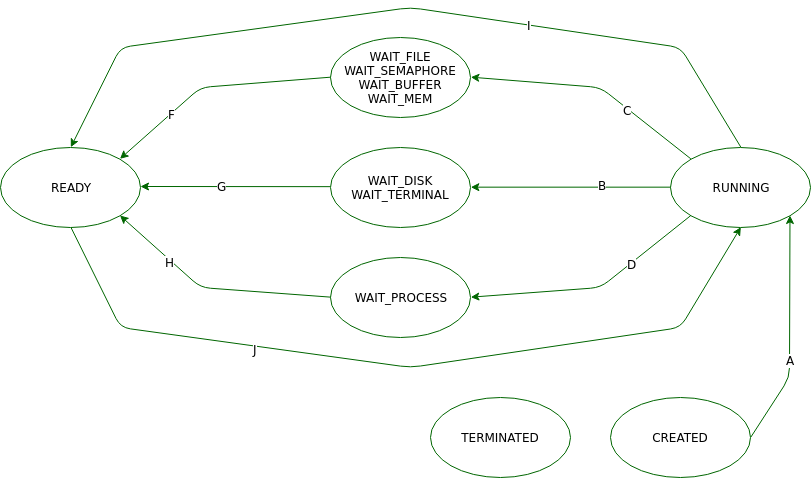 I
WAIT_FILE
WAIT_SEMAPHORE
WAIT_BUFFER
WAIT_MEM
F
C
READY
G
WAIT_DISK
WAIT_TERMINAL
B
RUNNING
H
WAIT_PROCESS
D
J
A
TERMINATED
CREATED